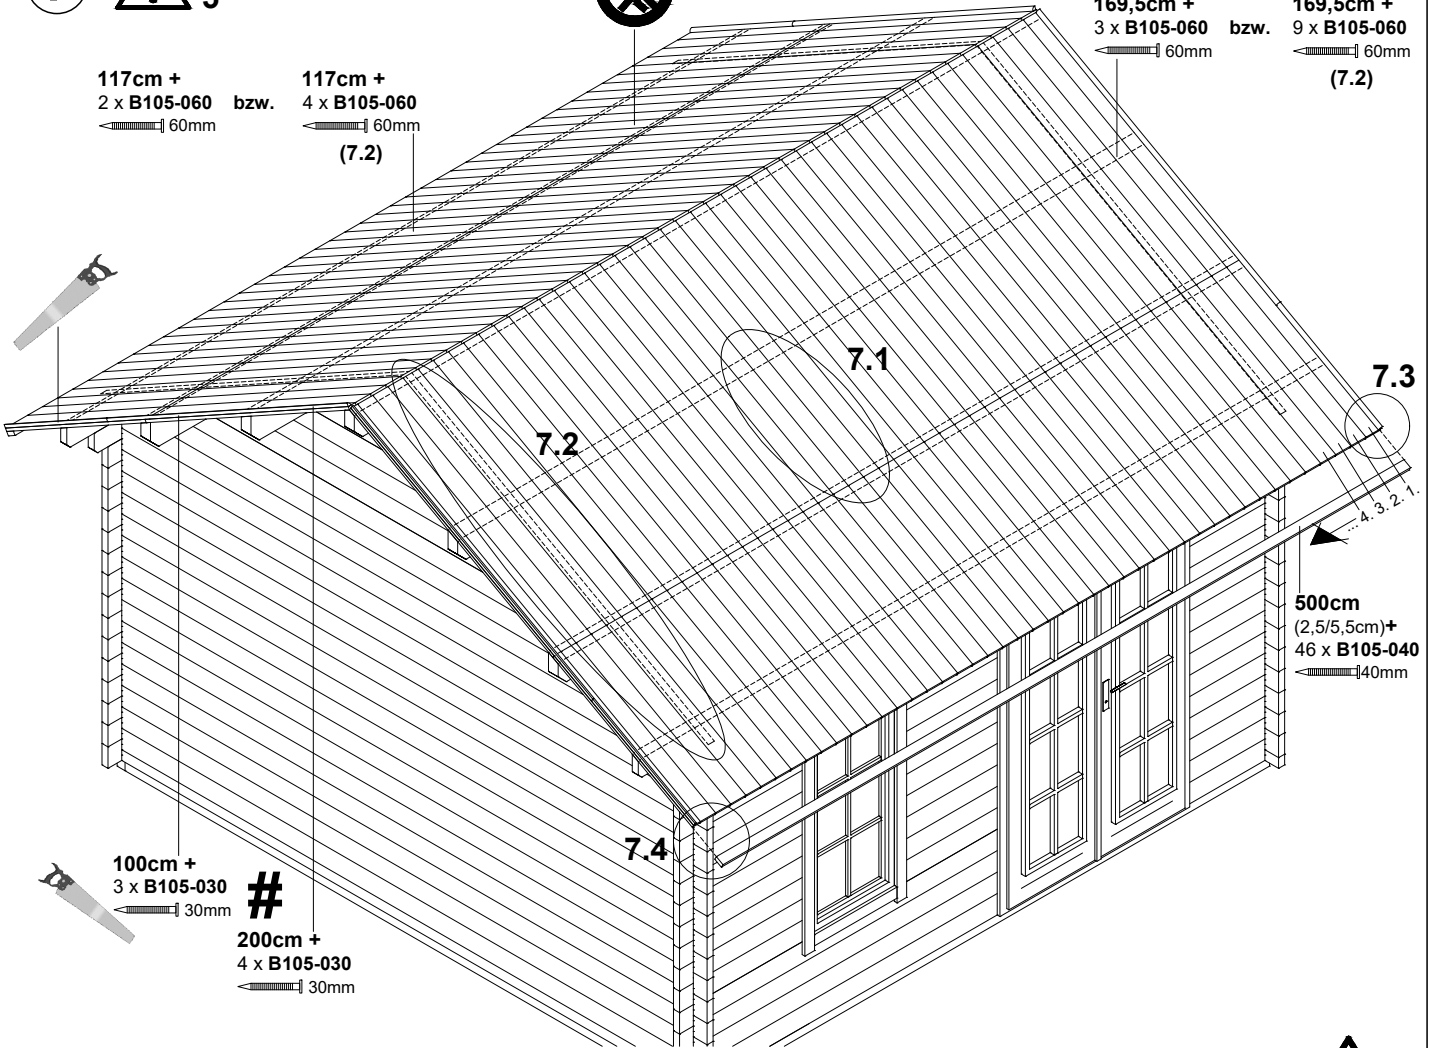 5
169,5cm +
3 x B105-060 bzw.
60mm
169,5cm +
9 x B105-060
60mm
(7.2)
117cm +
2 x B105-060 bzw.
60mm
117cm +
4 x B105-060
60mm
(7.2)
7.1
7.2
7.3
... 4. 3. 2. 1.
500cm
(2,5/5,5cm)+
46 x B105-040
40mm
7.4
100cm +
3 x B105-030
30mm
#
200cm +
4 x B105-030
30mm